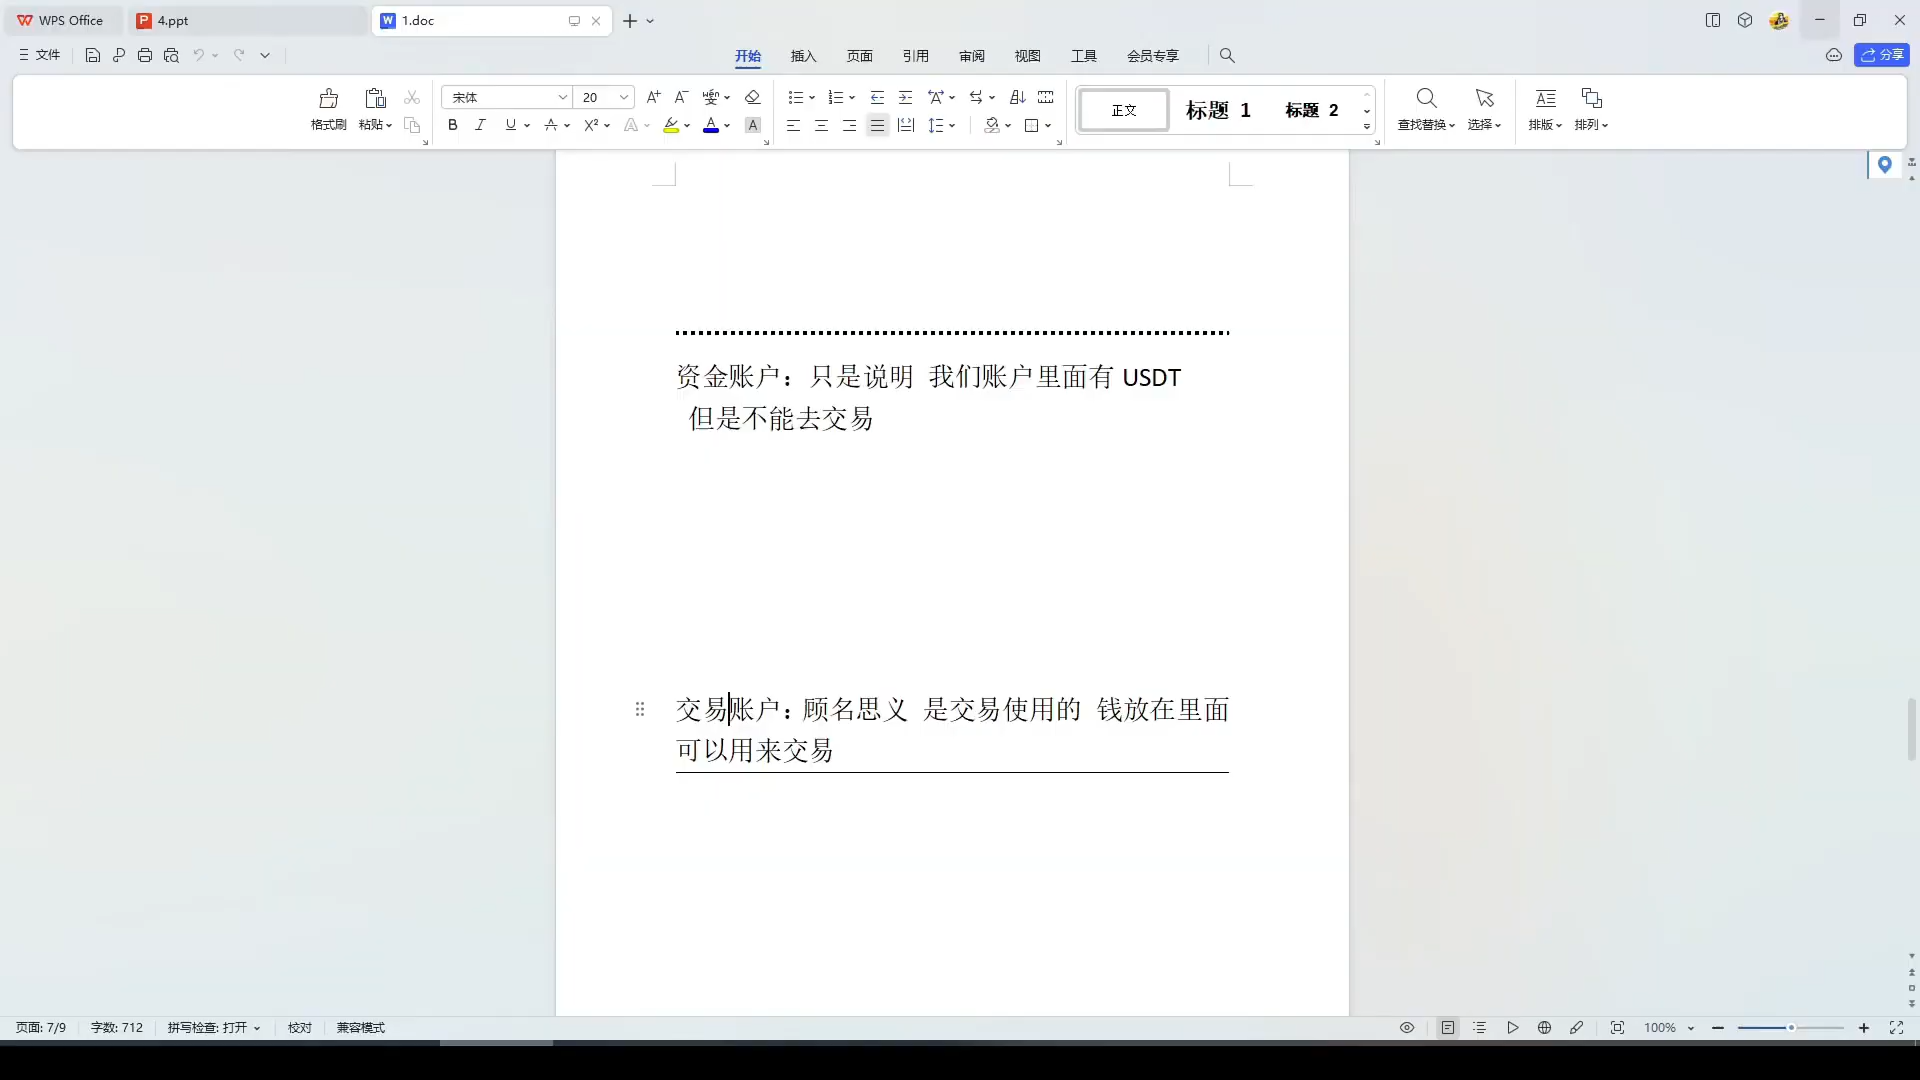 WPS Office
4.ppt
1.doc
文件
开始 插入 页面 引用 审阅 视图 工具 会员专享
分享
格式刷 粘贴
宋体 20
正文 标题 1 标题 2
查找替换 选择 排版 排列
资金账户：只是说明 我们账户里面有 USDT
但是不能去交易
交易账户：顾名思义 是交易使用的 钱放在里面
可以用来交易
页面: 7/9 字数: 712 拼写检查: 打开 校对 兼容模式
100%